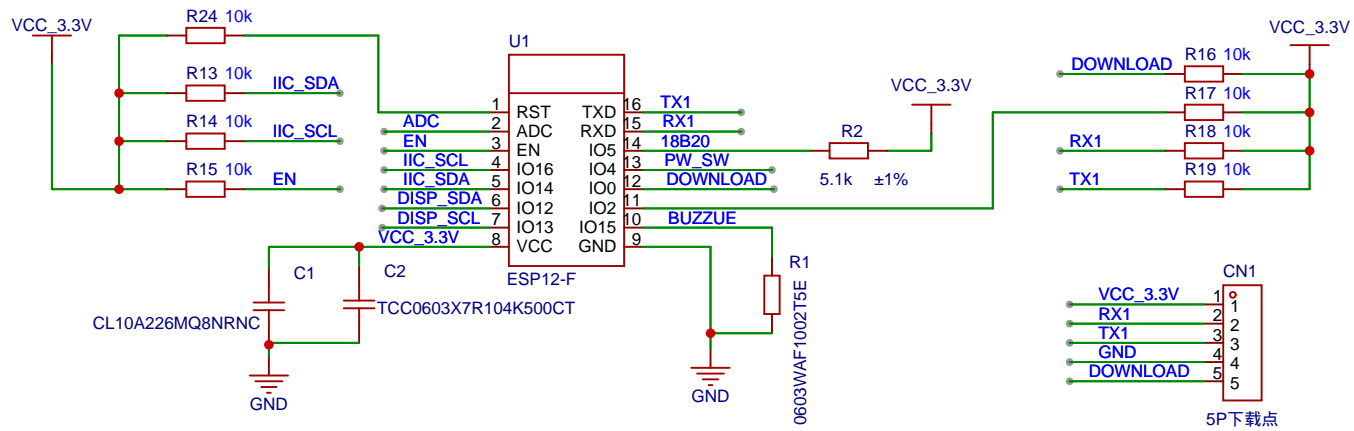 VCC_3.3V
R24 10k
R13 10k
IIC_SDA
R14 10k
IIC_SCL
R15 10k
EN
U1
1 RST TXD 16 TX1
ADC 2 ADC RXD 15 RX1
EN 3 EN IO5 14 18B20
IIC_SCL 4 IO16 IO4 13 PW_SW
IIC_SDA 5 IO14 IO0 12 DOWNLOAD
DISP_SDA 6 IO12 IO2 11
DISP_SCL 7 IO13 IO15 10 BUZZUE
VCC_3.3V 8 VCC GND 9
ESP12-F
C1
CL10A226MQ8NRNC
C2
TCC0603X7R104K500CT
GND
VCC_3.3V
R2
5.1k ±1%
R1
0603WAF1002T5E
GND
VCC_3.3V
DOWNLOAD R16 10k
R17 10k
RX1 R18 10k
TX1 R19 10k
CN1
VCC_3.3V 1 1
RX1 2 2
TX1 3 3
GND 4 4
DOWNLOAD 5 5
5P下载点